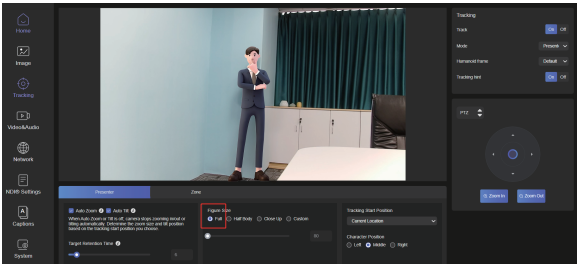 Home
Image
Tracking
Video&Audio
Network
NDI® Settings
Captions
System
Presenter
Zone
Auto Zoom
Auto Tilt
When Auto Zoom or Tilt is off, camera stops zooming in/out or
tilting automatically. Determine the zoom size and tilt position
based on the tracking start position you choose.
Target Retention Time
5
Figure Size
Full
Half Body
Close Up
Custom
Tracking Start Position
Current Location
Character Position
Left
Middle
Right
Tracking
Track
On
Off
Mode
Present
Humanoid frame
Default
Tracking hint
On
Off
PTZ
Zoom In
Zoom Out